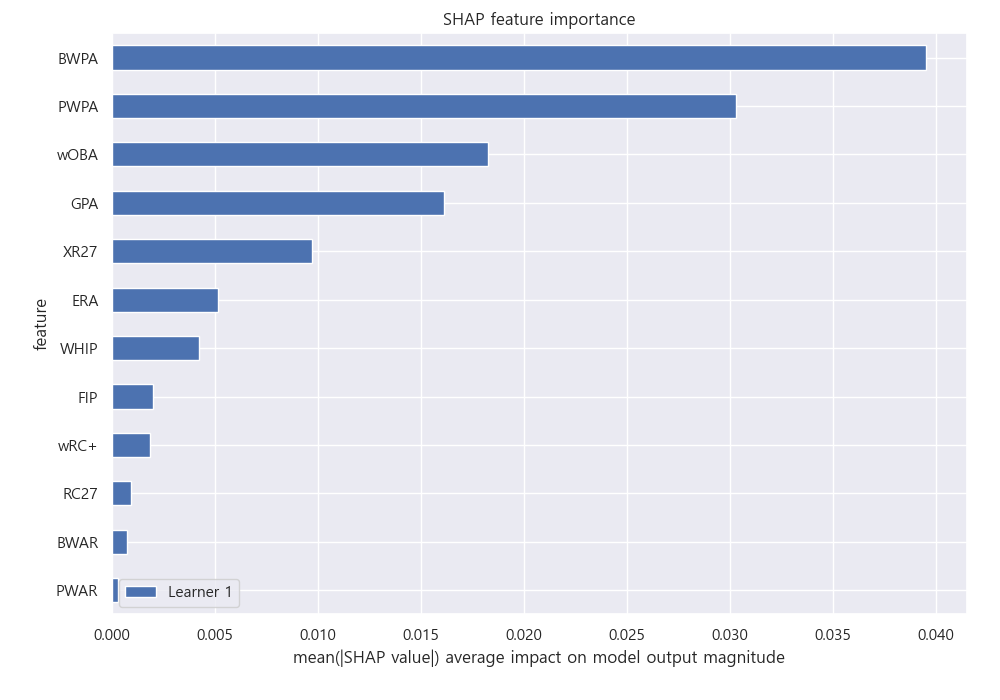 SHAP feature importance
BWPA
PWPA
wOBA
GPA
XR27
ERA
WHIP
FIP
wRC+
RC27
BWAR
PWAR
feature
Learner 1
0.000 0.005 0.010 0.015 0.020 0.025 0.030 0.035 0.040
mean(|SHAP value|) average impact on model output magnitude